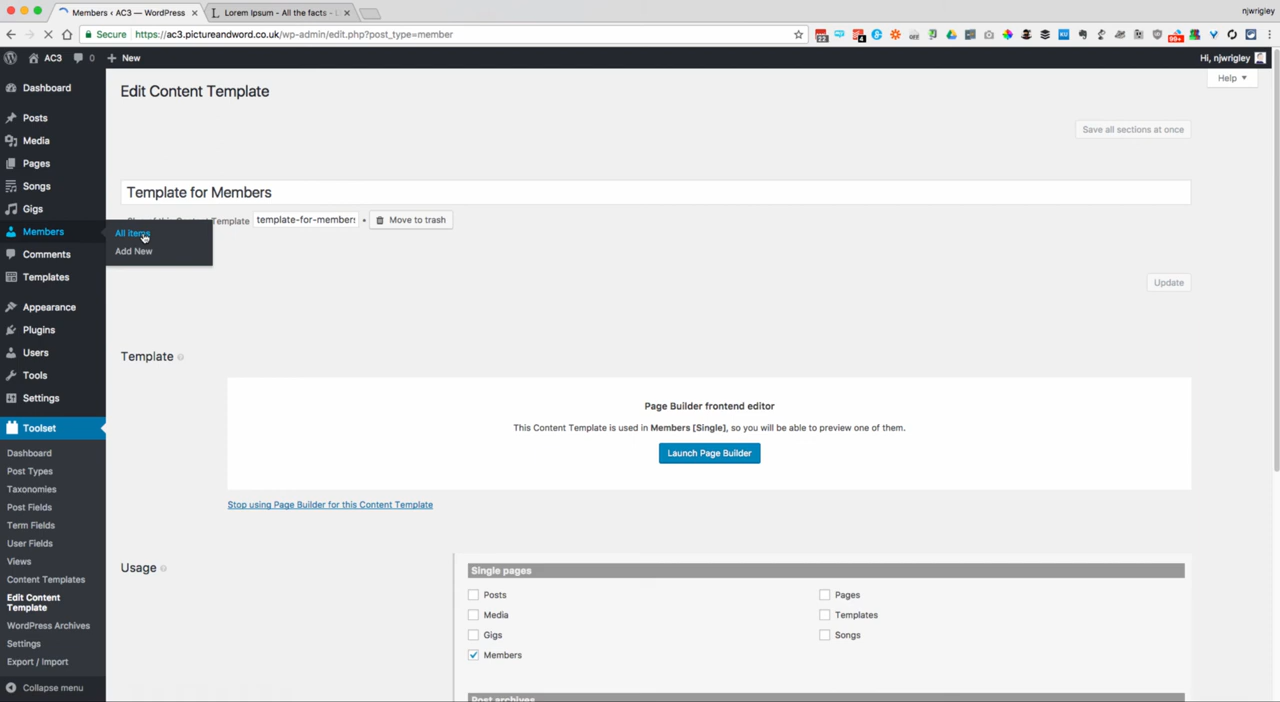 Members ‹ AC3 — WordPress
Lorem Ipsum - All the facts - L
njwrigley
Secure
https://ac3.pictureandword.co.uk/wp-admin/edit.php?post_type=member
22
4
99+
AC3
0
New
Hi, njwrigley
Help
Edit Content Template
Save all sections at once
Template for Members
Template
template-for-members
Move to trash
Update
Dashboard
Posts
Media
Pages
Songs
Gigs
Members
All items
Add New
Comments
Templates
Appearance
Plugins
Users
Tools
Settings
Toolset
Dashboard
Post Types
Taxonomies
Post Fields
Term Fields
User Fields
Views
Content Templates
Edit Content
Template
WordPress Archives
Settings
Export / Import
Collapse menu
Template
Page Builder frontend editor
This Content Template is used in Members [Single], so you will be able to preview one of them.
Launch Page Builder
Stop using Page Builder for this Content Template
Usage
Single pages
Posts
Pages
Media
Templates
Gigs
Songs
Members
Post archives